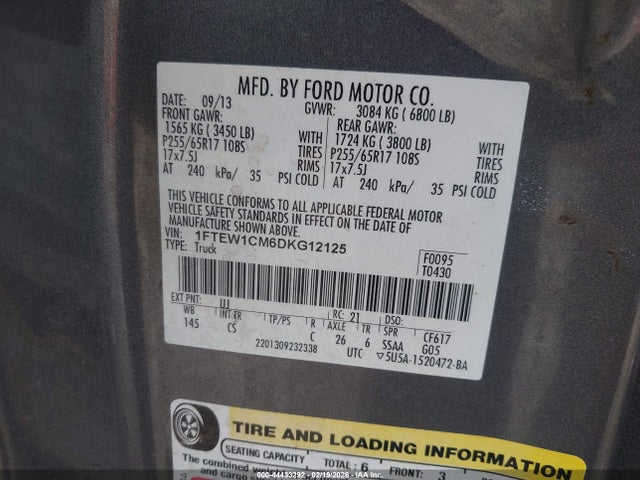 MFD. BY FORD MOTOR CO.
DATE: 09/13 GVWR: 3084 KG ( 6800 LB)
FRONT GAWR: REAR GAWR:
1565 KG ( 3450 LB) WITH 1724 KG ( 3800 LB) WITH
P255/65R17 108S TIRES P255/65R17 108S TIRES
17x7.5J RIMS 17x7.5J RIMS
AT 240 kPa/ 35 PSI COLD AT 240 kPa/ 35 PSI COLD
THIS VEHICLE CONFORMS TO ALL APPLICABLE FEDERAL MOTOR
VEHICLE SAFETY STANDARDS IN EFFECT ON THE DATE OF
MANUFACTURE SHOWN ABOVE.
VIN: 1FTEW1CM6DKG12125 F0095
TYPE: Truck T0430
EXT PNT: UJ RC: 21 DSO:
WB INT TR TP/PS R AXLE TR SPR CF617
145 CS C 26 6 SSAA G05
2201309232338 UTC ▽5U5A-1520472-BA
TIRE AND LOADING INFORMATION
SEATING CAPACITY TOTAL: 6 FRONT: 3
The combined
and cargo
000-44433292 - 02/19/2026 - IAA Inc.